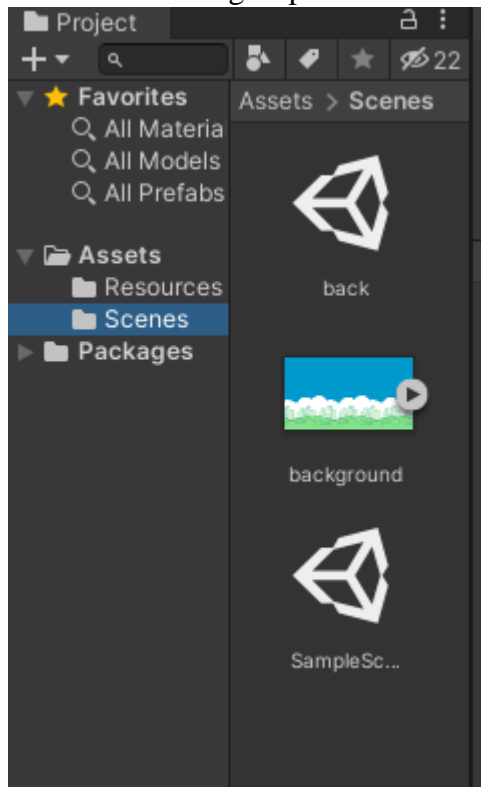 Project
22
Favorites
All Materia
All Models
All Prefabs
Assets
Resources
Scenes
Packages
Assets > Scenes
back
background
SampleSc...